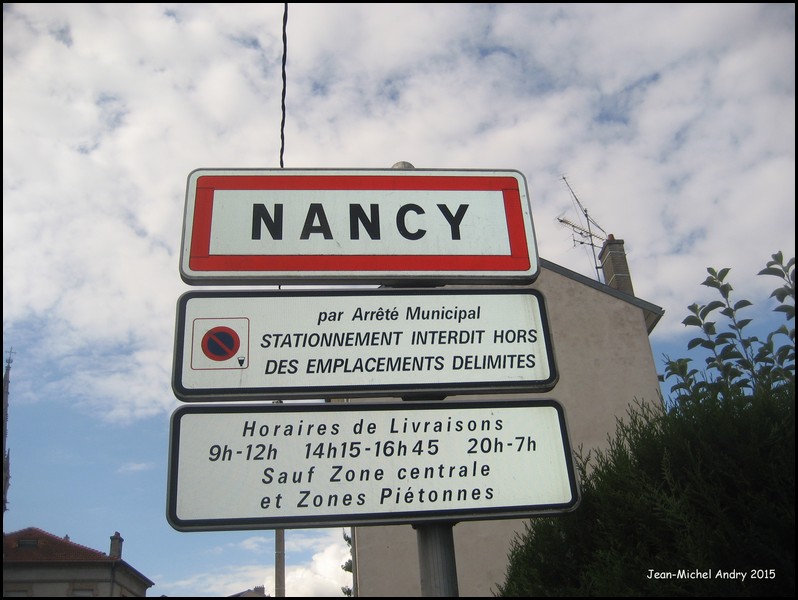 NANCY
par Arrêté Municipal
STATIONNEMENT INTERDIT HORS
DES EMPLACEMENTS DELIMITES
Horaires de Livraisons
9h-12h 14h15-16h45 20h-7h
Sauf Zone centrale
et Zones Piétonnes
Jean-Michel Andry 2015